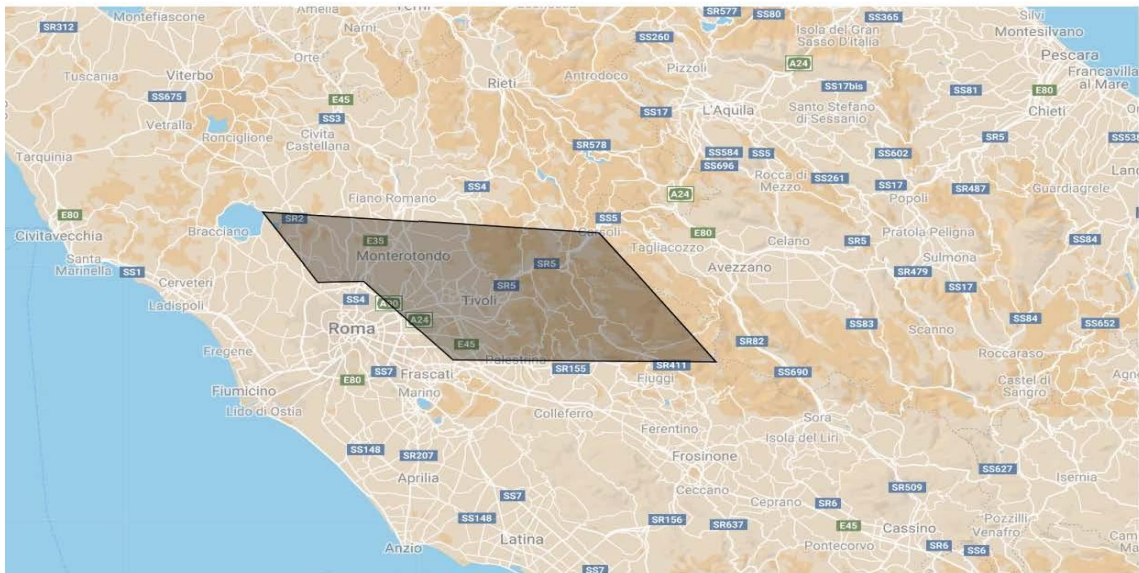 Montefiascone
Amelia
SR577
SS80
SS365
Silvi
SR312
Narni
SS260
Isola del Gran
Sasso D'Italia
Montesilvano
Pescara
Tuscania
Viterbo
Orte
Rieti
Antrodoco
Pizzoli
A24
Francavilla
al Mare
SS675
E45
L'Aquila
SS17bis
SS81
E80
Vetralla
Ronciglione
SS3
Civita
Castellana
SS17
Santo Stefano
di Sessanio
Chieti
Tarquinia
SR578
SS584
SS5
SS696
SS602
SR5
SS538
Rocca di
Mezzo
SS261
SS17
SR487
Guardiagrele
SS4
A24
Popoli
Fiano Romano
E80
SR2
SS5
Civitavecchia
Bracciano
E35
Monterotondo
Carsoli
Tagliacozzo
E80
Celano
SR5
Pratola Peligna
SS84
Santa
Marinella
SS1
Cerveteri
SR5
Avezzano
Sulmona
SR479
SS17
Ladispoli
SS4
A90
Tivoli
SR5
A24
Roma
SS83
SS84
SS652
Scanno
Fregene
E45
SR82
Roccaraso
Palestrina
SR155
SR411
SS7
Frascati
E80
Marino
Fiuggi
SS690
Castel di
Sangro
Fiumicino
Lido di Ostia
Colleferro
Ferentino
Sora
Isola del Liri
SS148
SR207
Frosinone
SS627
Isernia
Aprilia
Ceccano
SR509
SS7
Ceprano
SR6
SS148
SR156
SR637
E45
Cassino
Pozzilli
Venafro
Latina
Anzio
Pontecorvo
SR6
SS6
SS7